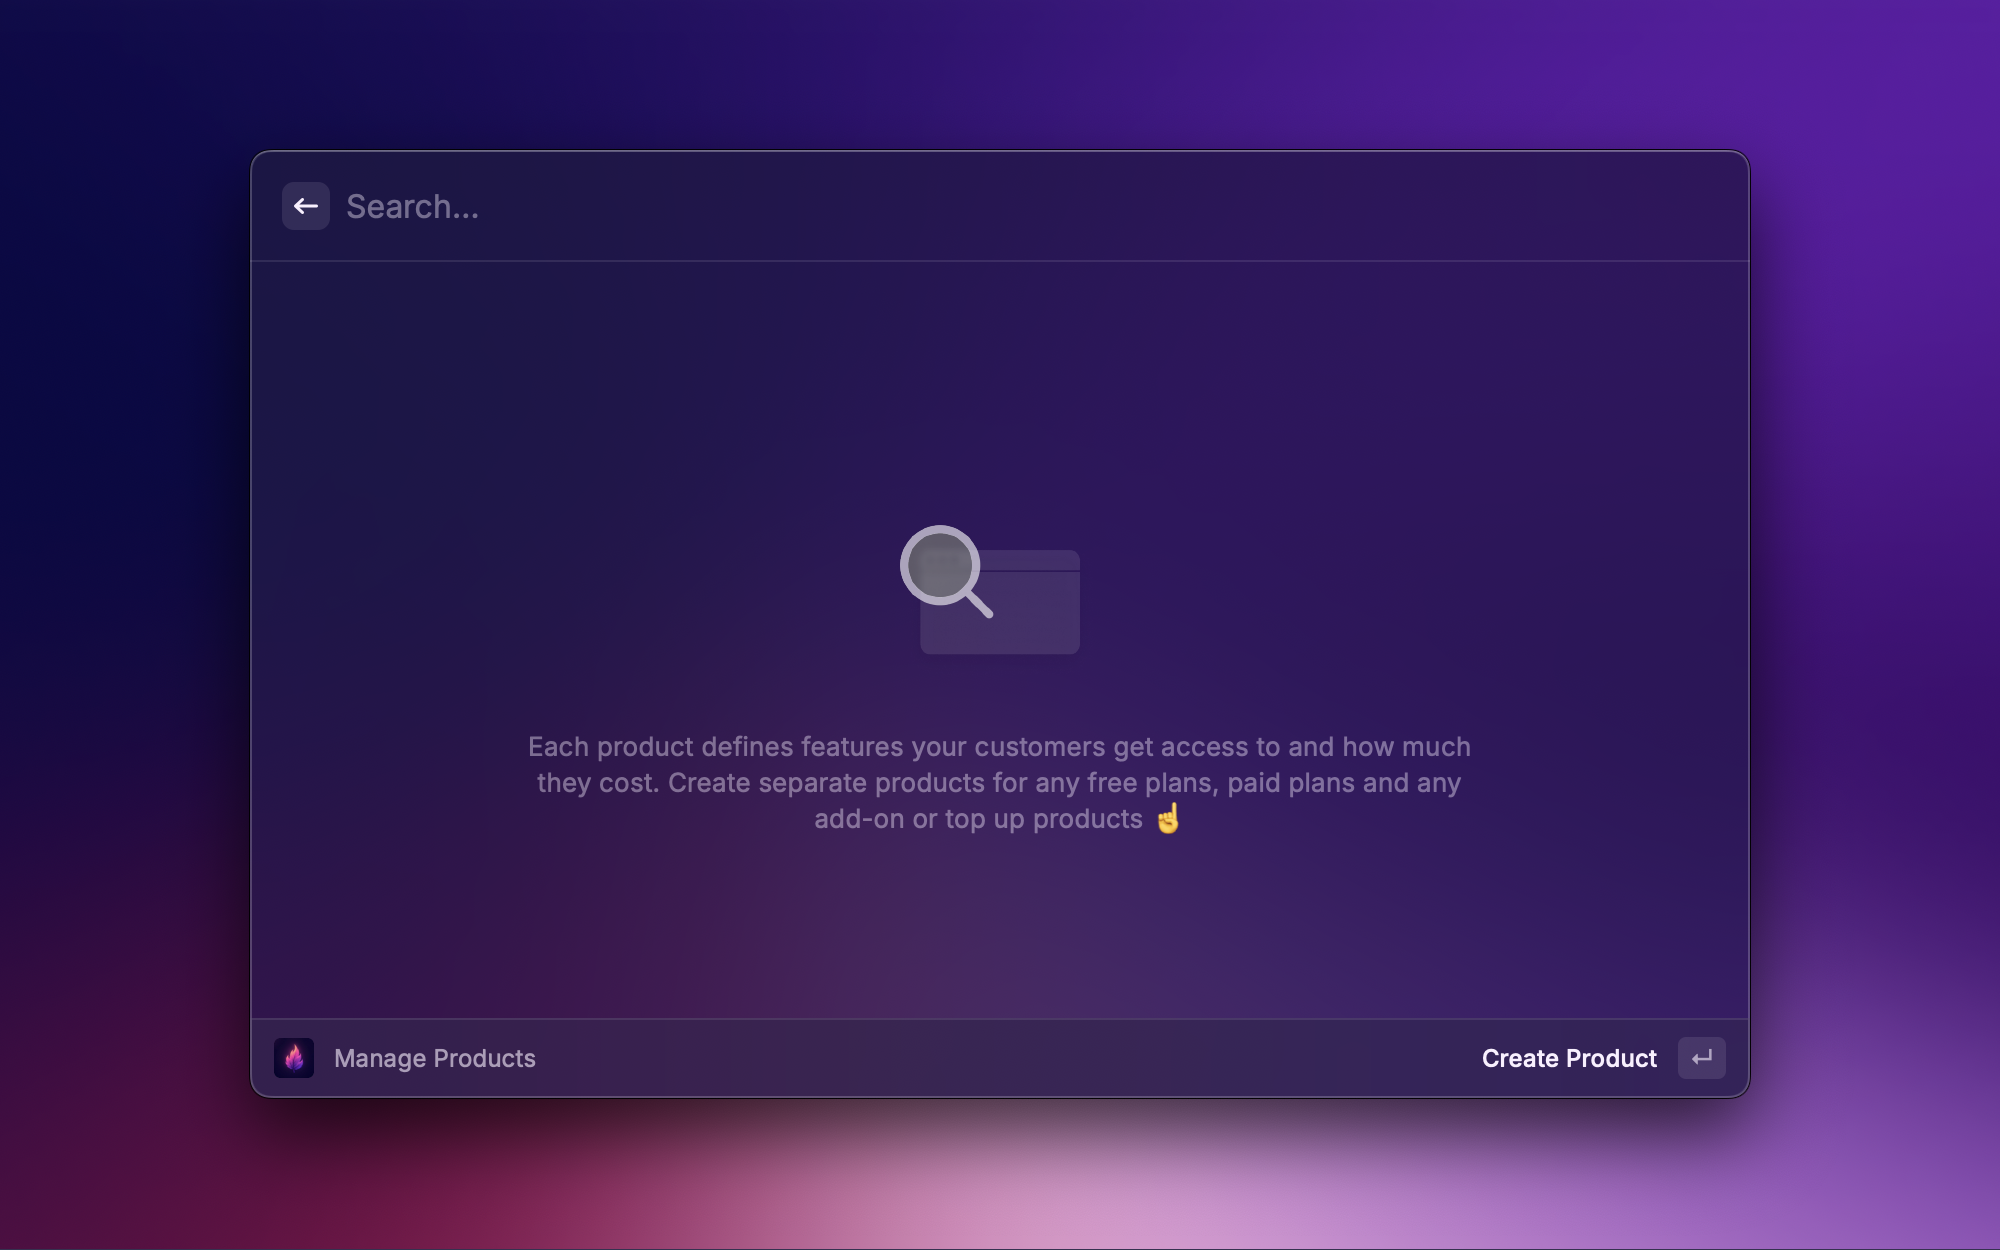 Search...
Each product defines features your customers get access to and how much
they cost. Create separate products for any free plans, paid plans and any
add-on or top up products ☝️
Manage Products
Create Product